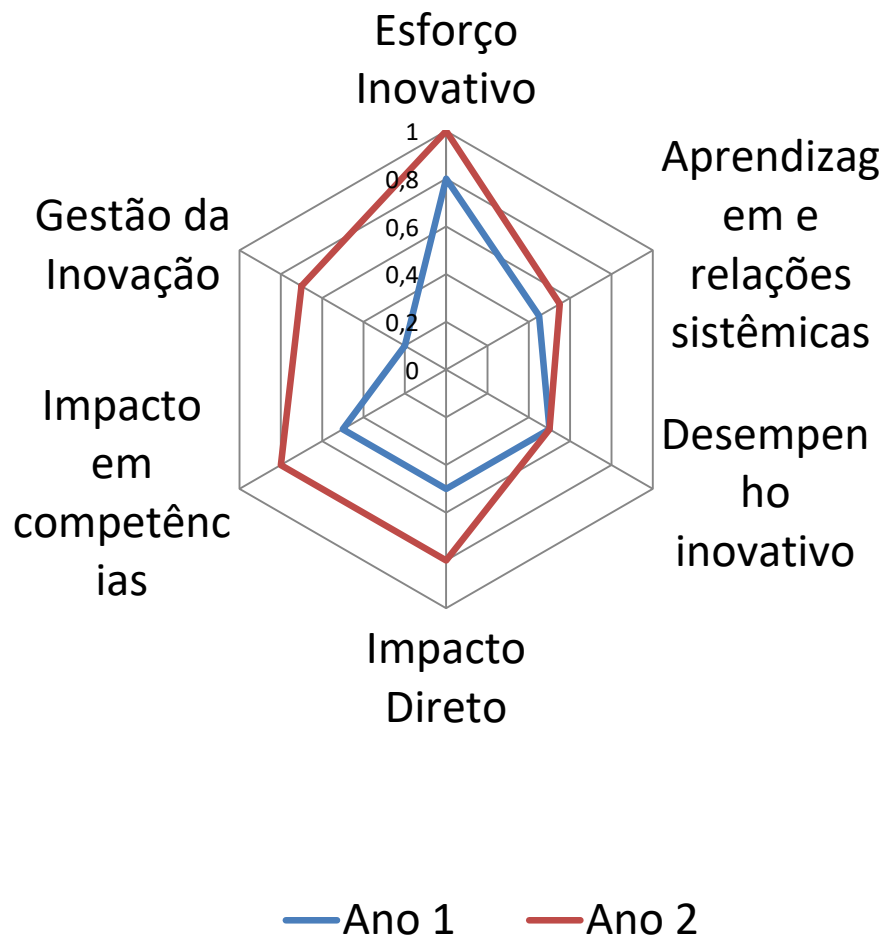 Esforço
Inovativo
Aprendizag
em e
relações
sistêmicas
Desempen
ho
inovativo
Impacto
Direto
Impacto
em
competênc
ias
Gestão da
Inovação
1
0,8
0,6
0,4
0,2
0
Ano 1
Ano 2